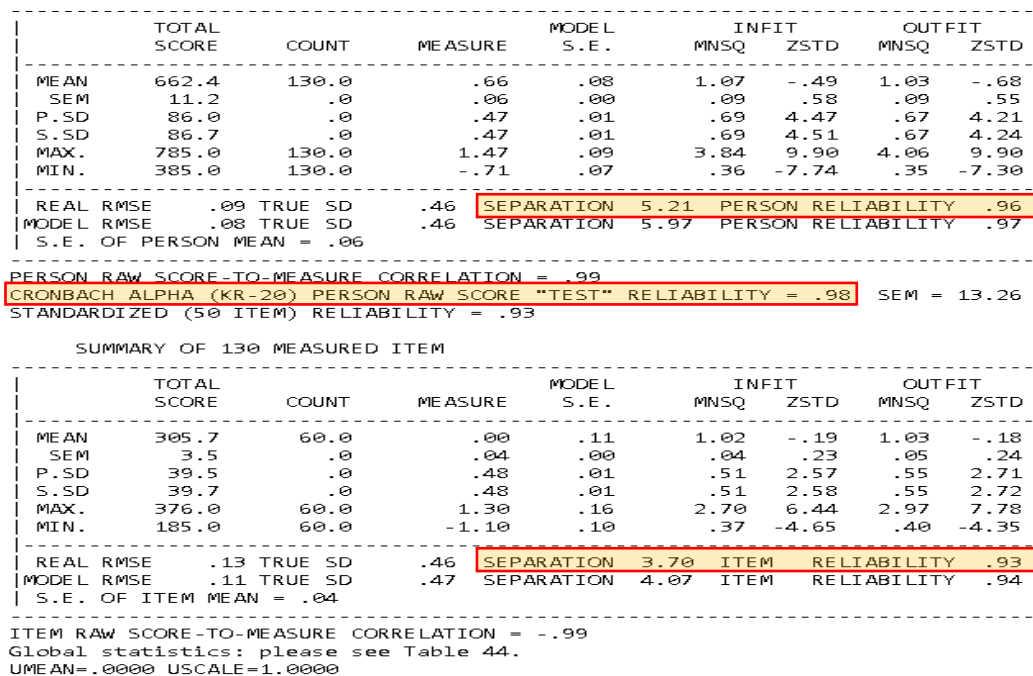 --------------------------------------------------------------------------------
|          TOTAL                         MODEL         INFIT        OUTFIT
|          SCORE     COUNT     MEASURE    S.E.      MNSQ   ZSTD   MNSQ   ZSTD
|-------------------------------------------------------------------------------
| MEAN     662.4     130.0         .66     .08      1.07   -.49   1.03   -.68
|  SEM      11.2        .0         .06     .00       .09    .58    .09    .55
| P.SD      86.0        .0         .47     .01       .69   4.47    .67   4.21
| S.SD      86.7        .0         .47     .01       .69   4.51    .67   4.24
| MAX.     785.0     130.0        1.47     .09      3.84   9.90   4.06   9.90
| MIN.     385.0     130.0        -.71     .07       .36  -7.74    .35  -7.30
|-------------------------------------------------------------------------------
| REAL RMSE    .09 TRUE SD     .46  SEPARATION  5.21  PERSON RELIABILITY  .96
|MODEL RMSE    .08 TRUE SD     .46  SEPARATION  5.97  PERSON RELIABILITY  .97
| S.E. OF PERSON MEAN = .06
--------------------------------------------------------------------------------
PERSON RAW SCORE-TO-MEASURE CORRELATION = .99
CRONBACH ALPHA (KR-20) PERSON RAW SCORE "TEST" RELIABILITY = .98  SEM = 13.26
STANDARDIZED (50 ITEM) RELIABILITY = .93
SUMMARY OF 130 MEASURED ITEM
--------------------------------------------------------------------------------
|          TOTAL                         MODEL         INFIT        OUTFIT
|          SCORE     COUNT     MEASURE    S.E.      MNSQ   ZSTD   MNSQ   ZSTD
|-------------------------------------------------------------------------------
| MEAN     305.7      60.0         .00     .11      1.02   -.19   1.03   -.18
|  SEM       3.5        .0         .04     .00       .04    .23    .05    .24
| P.SD      39.5        .0         .48     .01       .51   2.57    .55   2.71
| S.SD      39.7        .0         .48     .01       .51   2.58    .55   2.72
| MAX.     376.0      60.0        1.30     .16      2.70   6.44   2.97   7.78
| MIN.     185.0      60.0       -1.10     .10       .37  -4.65    .40  -4.35
|-------------------------------------------------------------------------------
| REAL RMSE    .13 TRUE SD     .46  SEPARATION  3.70  ITEM   RELIABILITY  .93
|MODEL RMSE    .11 TRUE SD     .47  SEPARATION  4.07  ITEM   RELIABILITY  .94
| S.E. OF ITEM MEAN = .04
--------------------------------------------------------------------------------
ITEM RAW SCORE-TO-MEASURE CORRELATION = -.99
Global statistics: please see Table 44.
UMEAN=.0000 USCALE=1.0000